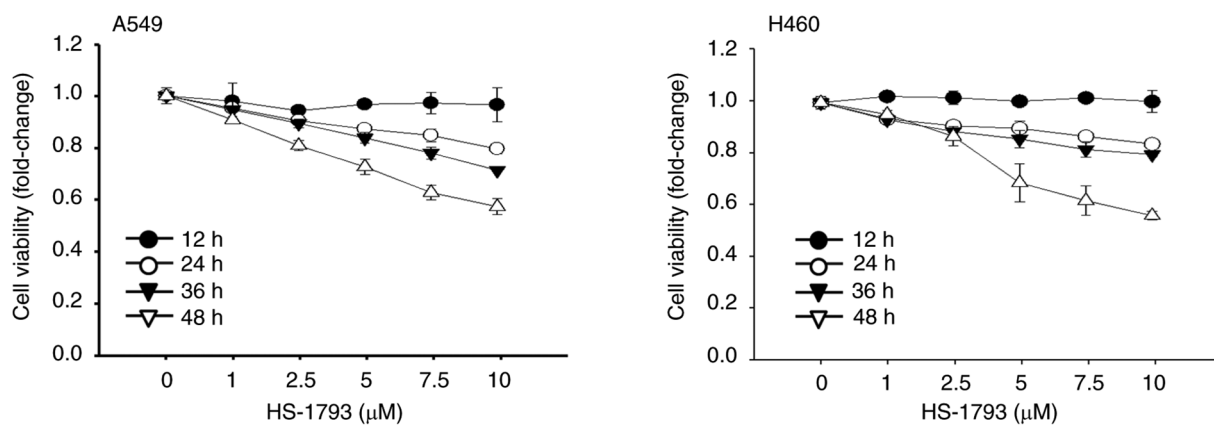 A549
Cell viability (fold-change)
1.2
1.0
0.8
0.6
0.4
0.2
0.0
12 h
24 h
36 h
48 h
0 1 2.5 5 7.5 10
HS-1793 (μM)
H460
Cell viability (fold-change)
1.2
1.0
0.8
0.6
0.4
0.2
0.0
12 h
24 h
36 h
48 h
0 1 2.5 5 7.5 10
HS-1793 (μM)